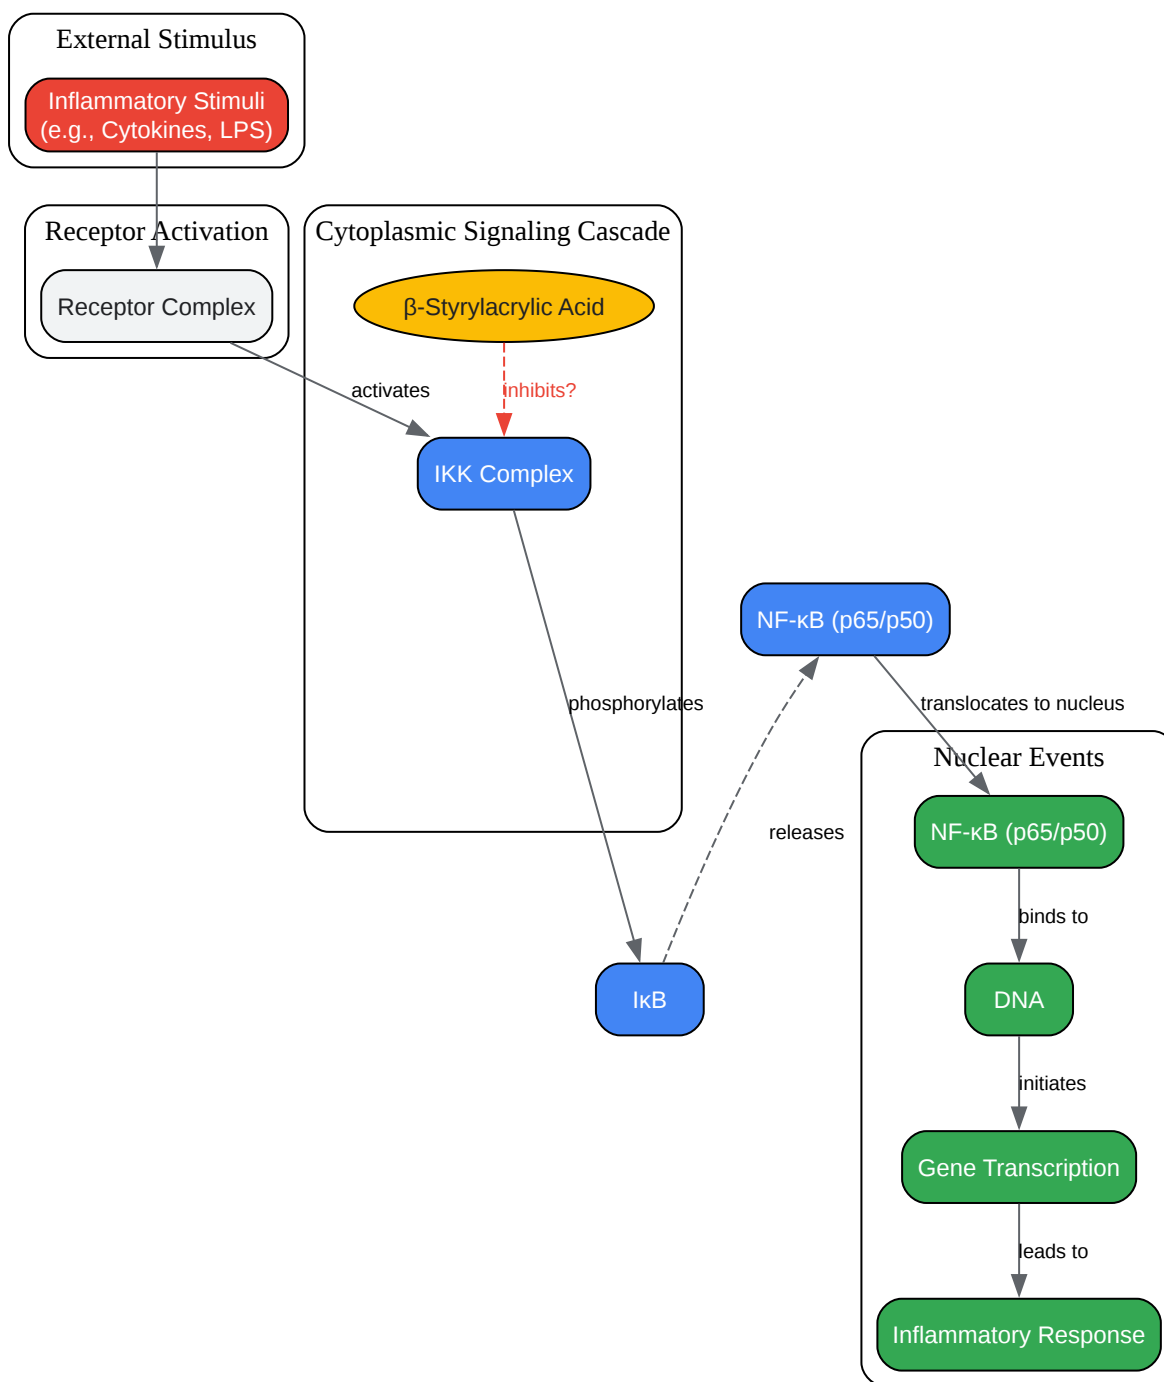 External Stimulus
Inflammatory Stimuli
(e.g., Cytokines, LPS)
Receptor Activation
Receptor Complex
Cytoplasmic Signaling Cascade
β-Styrylacrylic Acid
activates
inhibits?
IKK Complex
phosphorylates
NF-κB (p65/p50)
translocates to nucleus
Nuclear Events
NF-κB (p65/p50)
releases
binds to
IκB
DNA
initiates
Gene Transcription
leads to
Inflammatory Response